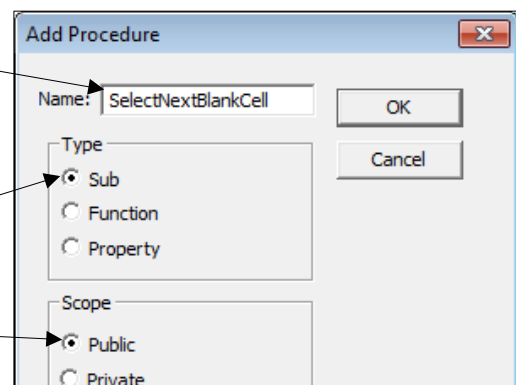 Add Procedure
Name: SelectNextBlankCell
OK
Type
Cancel
Sub
Function
Property
Scope
Public
Private